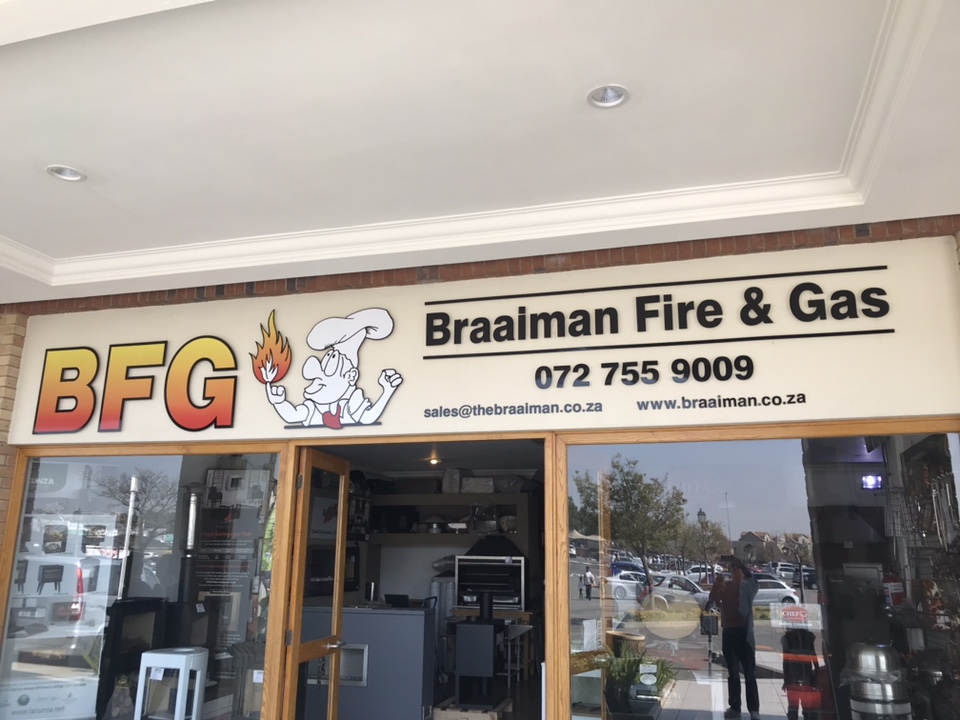 BFG
Braaiman Fire & Gas
072 755 9009
sales@thebraaiman.co.za www.braaiman.co.za